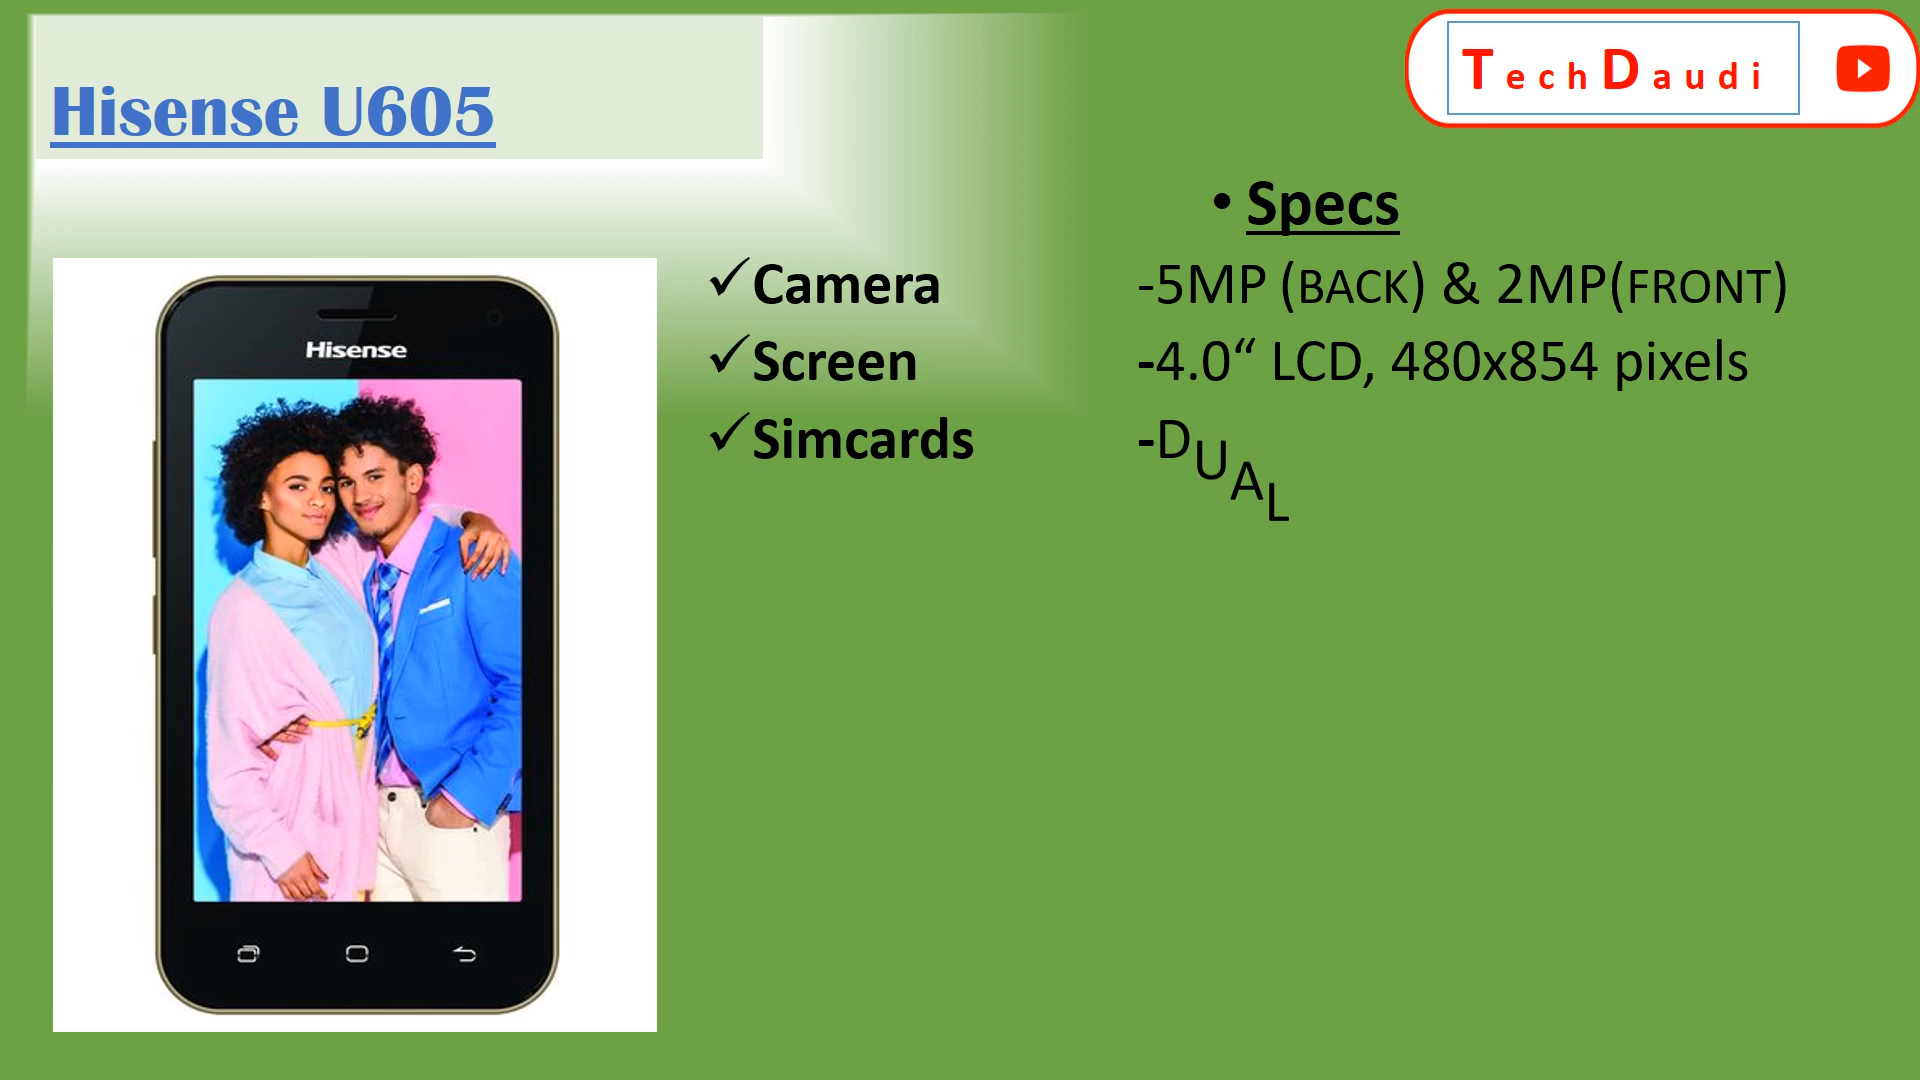 TechDaudi
Hisense U605
• Specs
✓Camera -5MP (BACK) & 2MP(FRONT)
✓Screen -4.0“ LCD, 480x854 pixels
✓Simcards -DUAL
Hisense